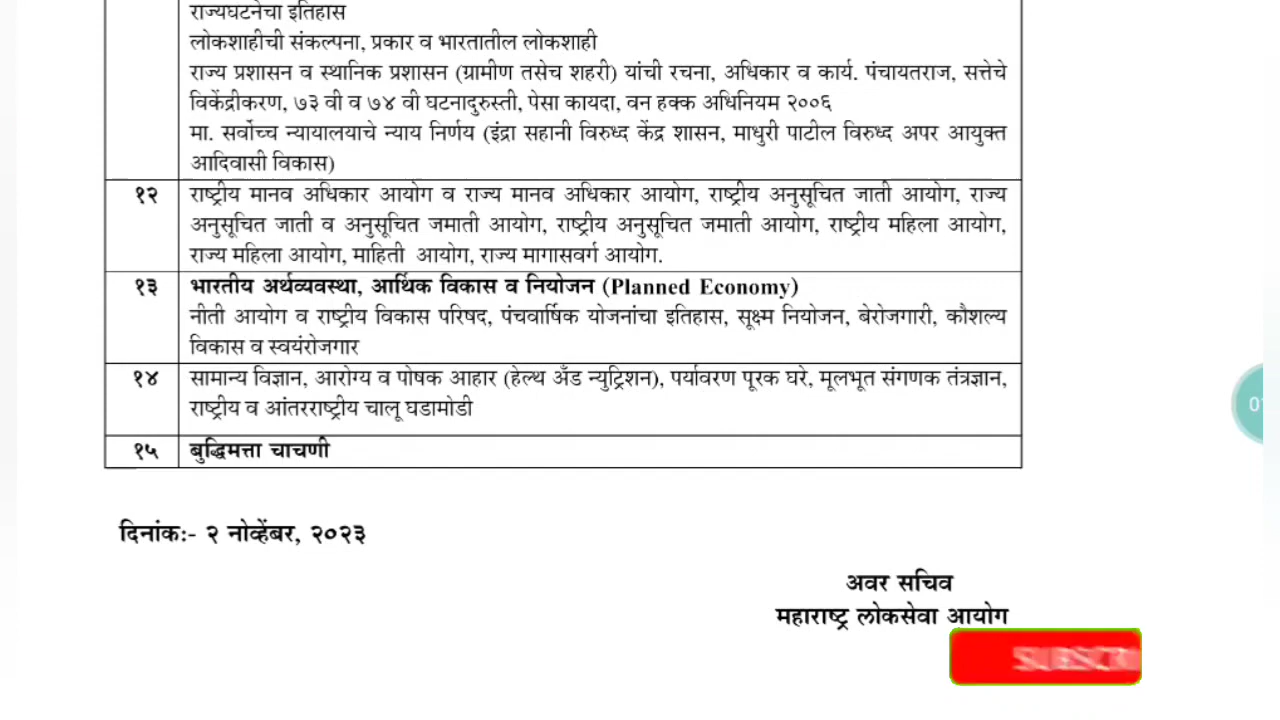 राज्यघटनेचा इतिहास
लोकशाहीची संकल्पना, प्रकार व भारतातील लोकशाही
राज्य प्रशासन व स्थानिक प्रशासन (ग्रामीण तसेच शहरी) यांची रचना, अधिकार व कार्य. पंचायतराज, सत्तेचे
विकेंद्रीकरण, ७३ वी व ७४ वी घटनादुरुस्ती, पेसा कायदा, वन हक्क अधिनियम २००६
मा. सर्वोच्च न्यायालयाचे न्याय निर्णय (इंद्रा सहानी विरुध्द केंद्र शासन, माधुरी पाटील विरुध्द अपर आयुक्त
आदिवासी विकास)
१२ राष्ट्रीय मानव अधिकार आयोग व राज्य मानव अधिकार आयोग, राष्ट्रीय अनुसूचित जाती आयोग, राज्य
अनुसूचित जाती व अनुसूचित जमाती आयोग, राष्ट्रीय अनुसूचित जमाती आयोग, राष्ट्रीय महिला आयोग,
राज्य महिला आयोग, माहिती आयोग, राज्य मागासवर्ग आयोग.
१३ भारतीय अर्थव्यवस्था, आर्थिक विकास व नियोजन (Planned Economy)
नीती आयोग व राष्ट्रीय विकास परिषद, पंचवार्षिक योजनांचा इतिहास, सूक्ष्म नियोजन, बेरोजगारी, कौशल्य
विकास व स्वयंरोजगार
१४ सामान्य विज्ञान, आरोग्य व पोषक आहार (हेल्थ अँड न्युट्रिशन), पर्यावरण पूरक घरे, मूलभूत संगणक तंत्रज्ञान,
राष्ट्रीय व आंतरराष्ट्रीय चालू घडामोडी
१५ बुद्धिमत्ता चाचणी
दिनांक:- २ नोव्हेंबर, २०२३
अवर सचिव
महाराष्ट्र लोकसेवा आयोग